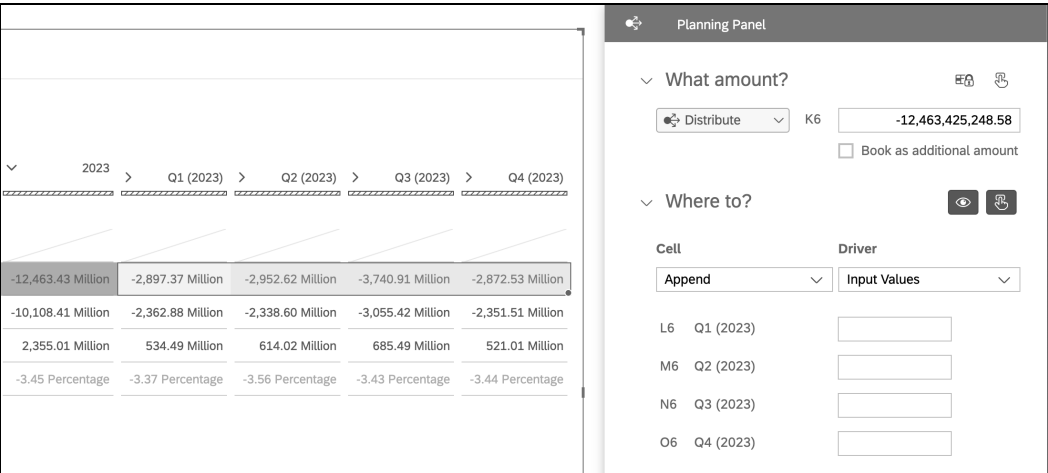 Planning Panel
What amount?
Distribute K6 -12,463,425,248.58
Book as additional amount
2023 Q1 (2023) Q2 (2023) Q3 (2023) Q4 (2023)
-12,463.43 Million -2,897.37 Million -2,952.62 Million -3,740.91 Million -2,872.53 Million
-10,108.41 Million -2,362.88 Million -2,338.60 Million -3,055.42 Million -2,351.51 Million
2,355.01 Million 534.49 Million 614.02 Million 685.49 Million 521.01 Million
-3.45 Percentage -3.37 Percentage -3.56 Percentage -3.43 Percentage -3.44 Percentage
Where to?
Cell Driver
Append Input Values
L6 Q1 (2023)
M6 Q2 (2023)
N6 Q3 (2023)
O6 Q4 (2023)